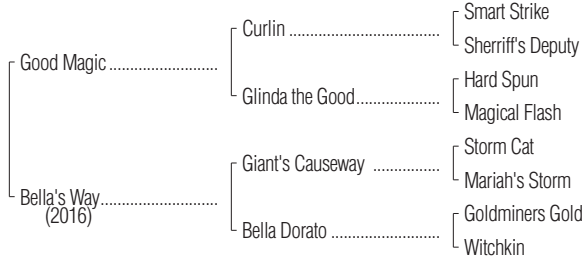 Smart Strike
Curlin
Sherriff's Deputy
Good Magic
Hard Spun
Glinda the Good
Magical Flash
Storm Cat
Giant's Causeway
Mariah's Storm
Bella's Way
(2016)
Goldminers Gold
Bella Dorato
Witchkin